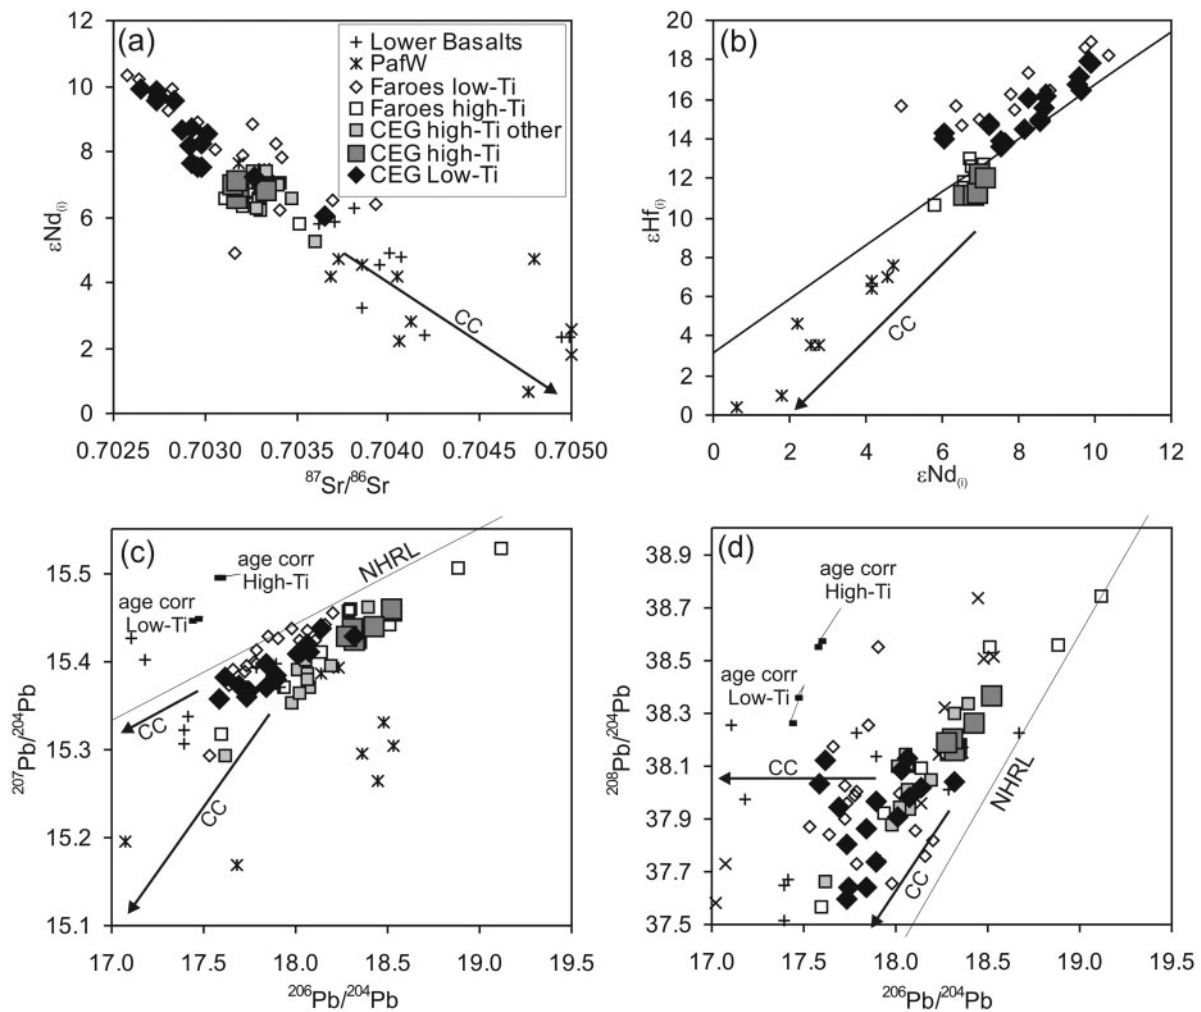 (a)
12
10
8
6
4
2
0
εNd(i)
0.7025
0.7030
0.7035
0.7040
0.7045
0.7050
⁸⁷Sr/⁸⁶Sr
Lower Basalts
PafW
Faroes low-Ti
Faroes high-Ti
CEG high-Ti other
CEG high-Ti
CEG Low-Ti
CC
(b)
20
18
16
14
12
10
8
6
4
2
0
εHf(i)
0
2
4
6
8
10
12
εNd(i)
CC
(c)
15.5
15.4
15.3
15.2
15.1
²⁰⁷Pb/²⁰⁴Pb
17.0
17.5
18.0
18.5
19.0
19.5
²⁰⁶Pb/²⁰⁴Pb
age corr
High-Ti
age corr
Low-Ti
NHRL
CC
CC
(d)
38.9
38.7
38.5
38.3
38.1
37.9
37.7
37.5
²⁰⁸Pb/²⁰⁴Pb
17.0
17.5
18.0
18.5
19.0
19.5
²⁰⁶Pb/²⁰⁴Pb
age corr
High-Ti
age corr
Low-Ti
CC
CC
NHRL